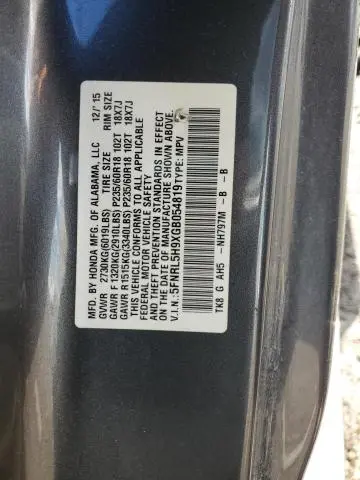 MFD. BY HONDA MFG. OF ALABAMA, LLC 12/'15
GVWR 2730KG(6019LBS) TIRE SIZE RIM SIZE
GAWR F 1320KG(2910LBS) P235/60R18 102T 18X7J
GAWR R 1515KG(3340LBS) P235/60R18 102T 18X7J
THIS VEHICLE CONFORMS TO ALL APPLICABLE
FEDERAL MOTOR VEHICLE SAFETY
AND THEFT PREVENTION STANDARDS IN EFFECT
ON THE DATE OF MANUFACTURE SHOWN ABOVE.
V.I.N.: 5FNRL5H9XGB054819 TYPE: MPV
TK8 G AH5 -NH797M -B -B